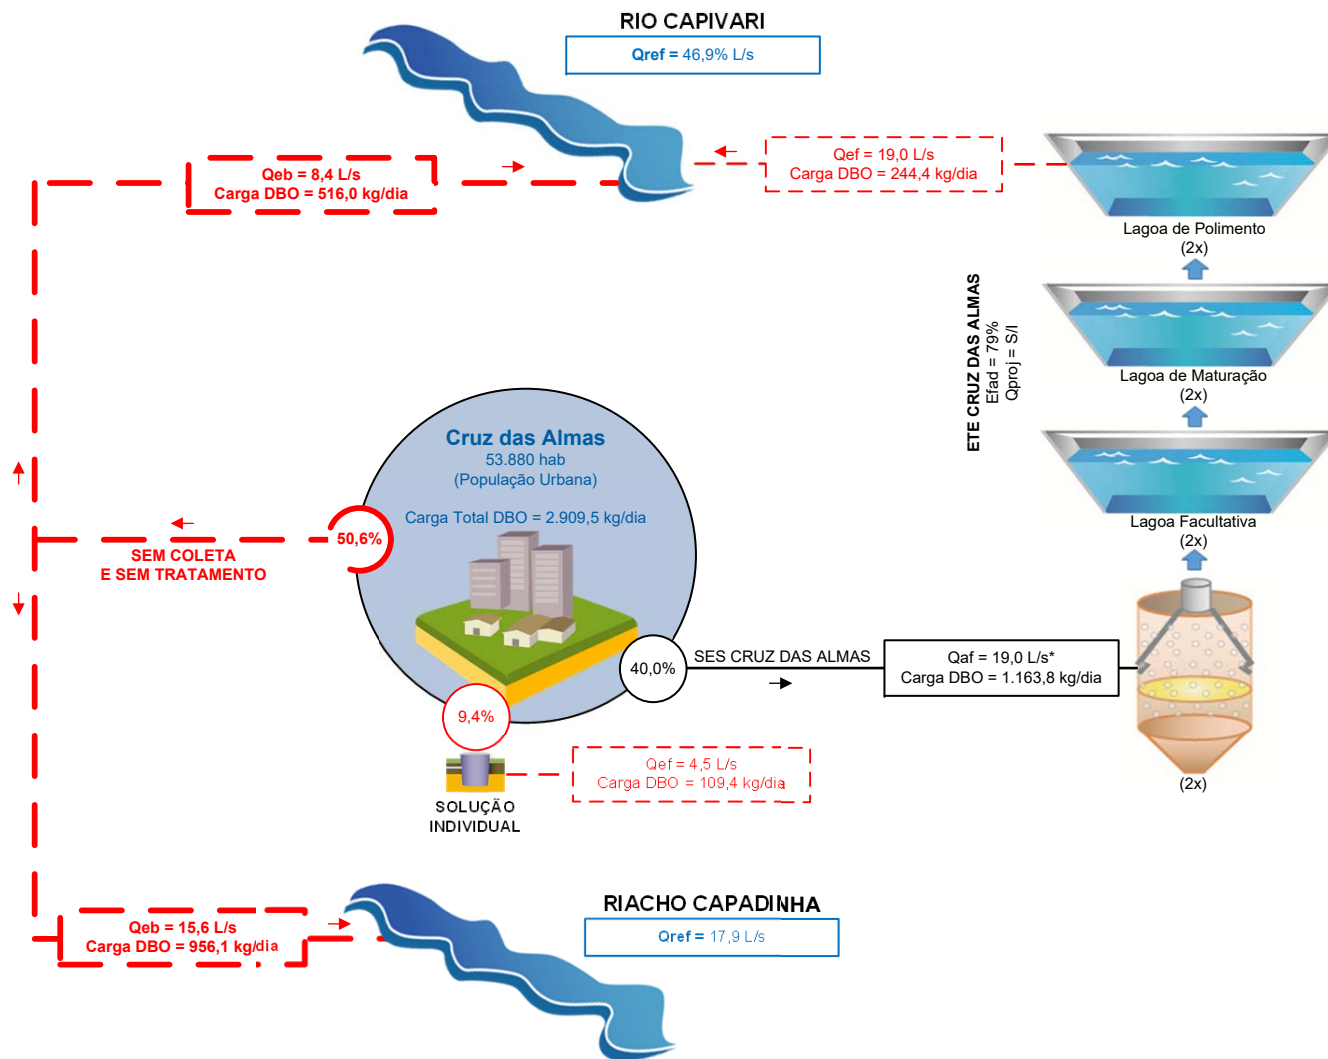 RIO CAPIVARI
Qref = 46,9% L/s
Qeb = 8,4 L/s
Carga DBO = 516,0 kg/dia
Qef = 19,0 L/s
Carga DBO = 244,4 kg/dia
Lagoa de Polimento
(2x)
ETE CRUZ DAS ALMAS
Efad = 79%
Qproj = S/I
Lagoa de Maturação
(2x)
Lagoa Facultativa
(2x)
Cruz das Almas
53.880 hab
(População Urbana)
Carga Total DBO = 2.909,5 kg/dia
50,6%
SEM COLETA
E SEM TRATAMENTO
40,0%
SES CRUZ DAS ALMAS
Qaf = 19,0 L/s*
Carga DBO = 1.163,8 kg/dia
(2x)
9,4%
Qef = 4,5 L/s
Carga DBO = 109,4 kg/dia
SOLUÇÃO
INDIVIDUAL
RIACHO CAPADINHA
Qref = 17,9 L/s
Qeb = 15,6 L/s
Carga DBO = 956,1 kg/dia